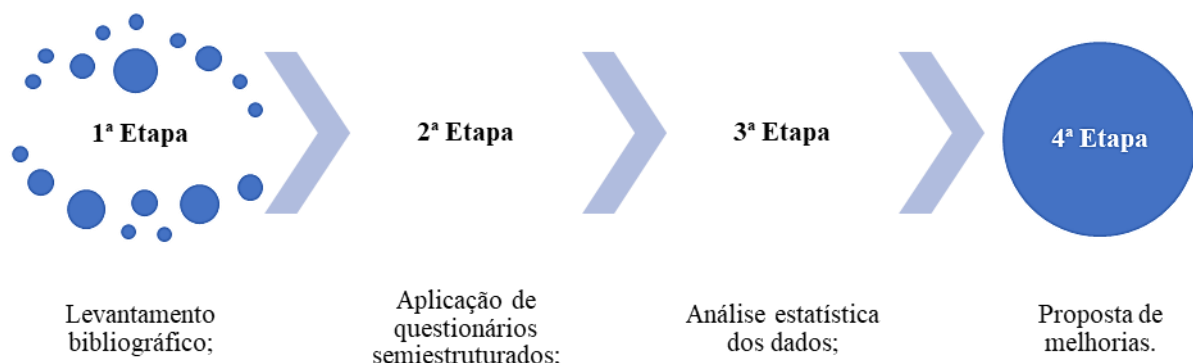 1ª Etapa
2ª Etapa
3ª Etapa
4ª Etapa
Levantamento
bibliográfico;
Aplicação de
questionários
semiestruturados;
Análise estatística
dos dados;
Proposta de
melhorias.